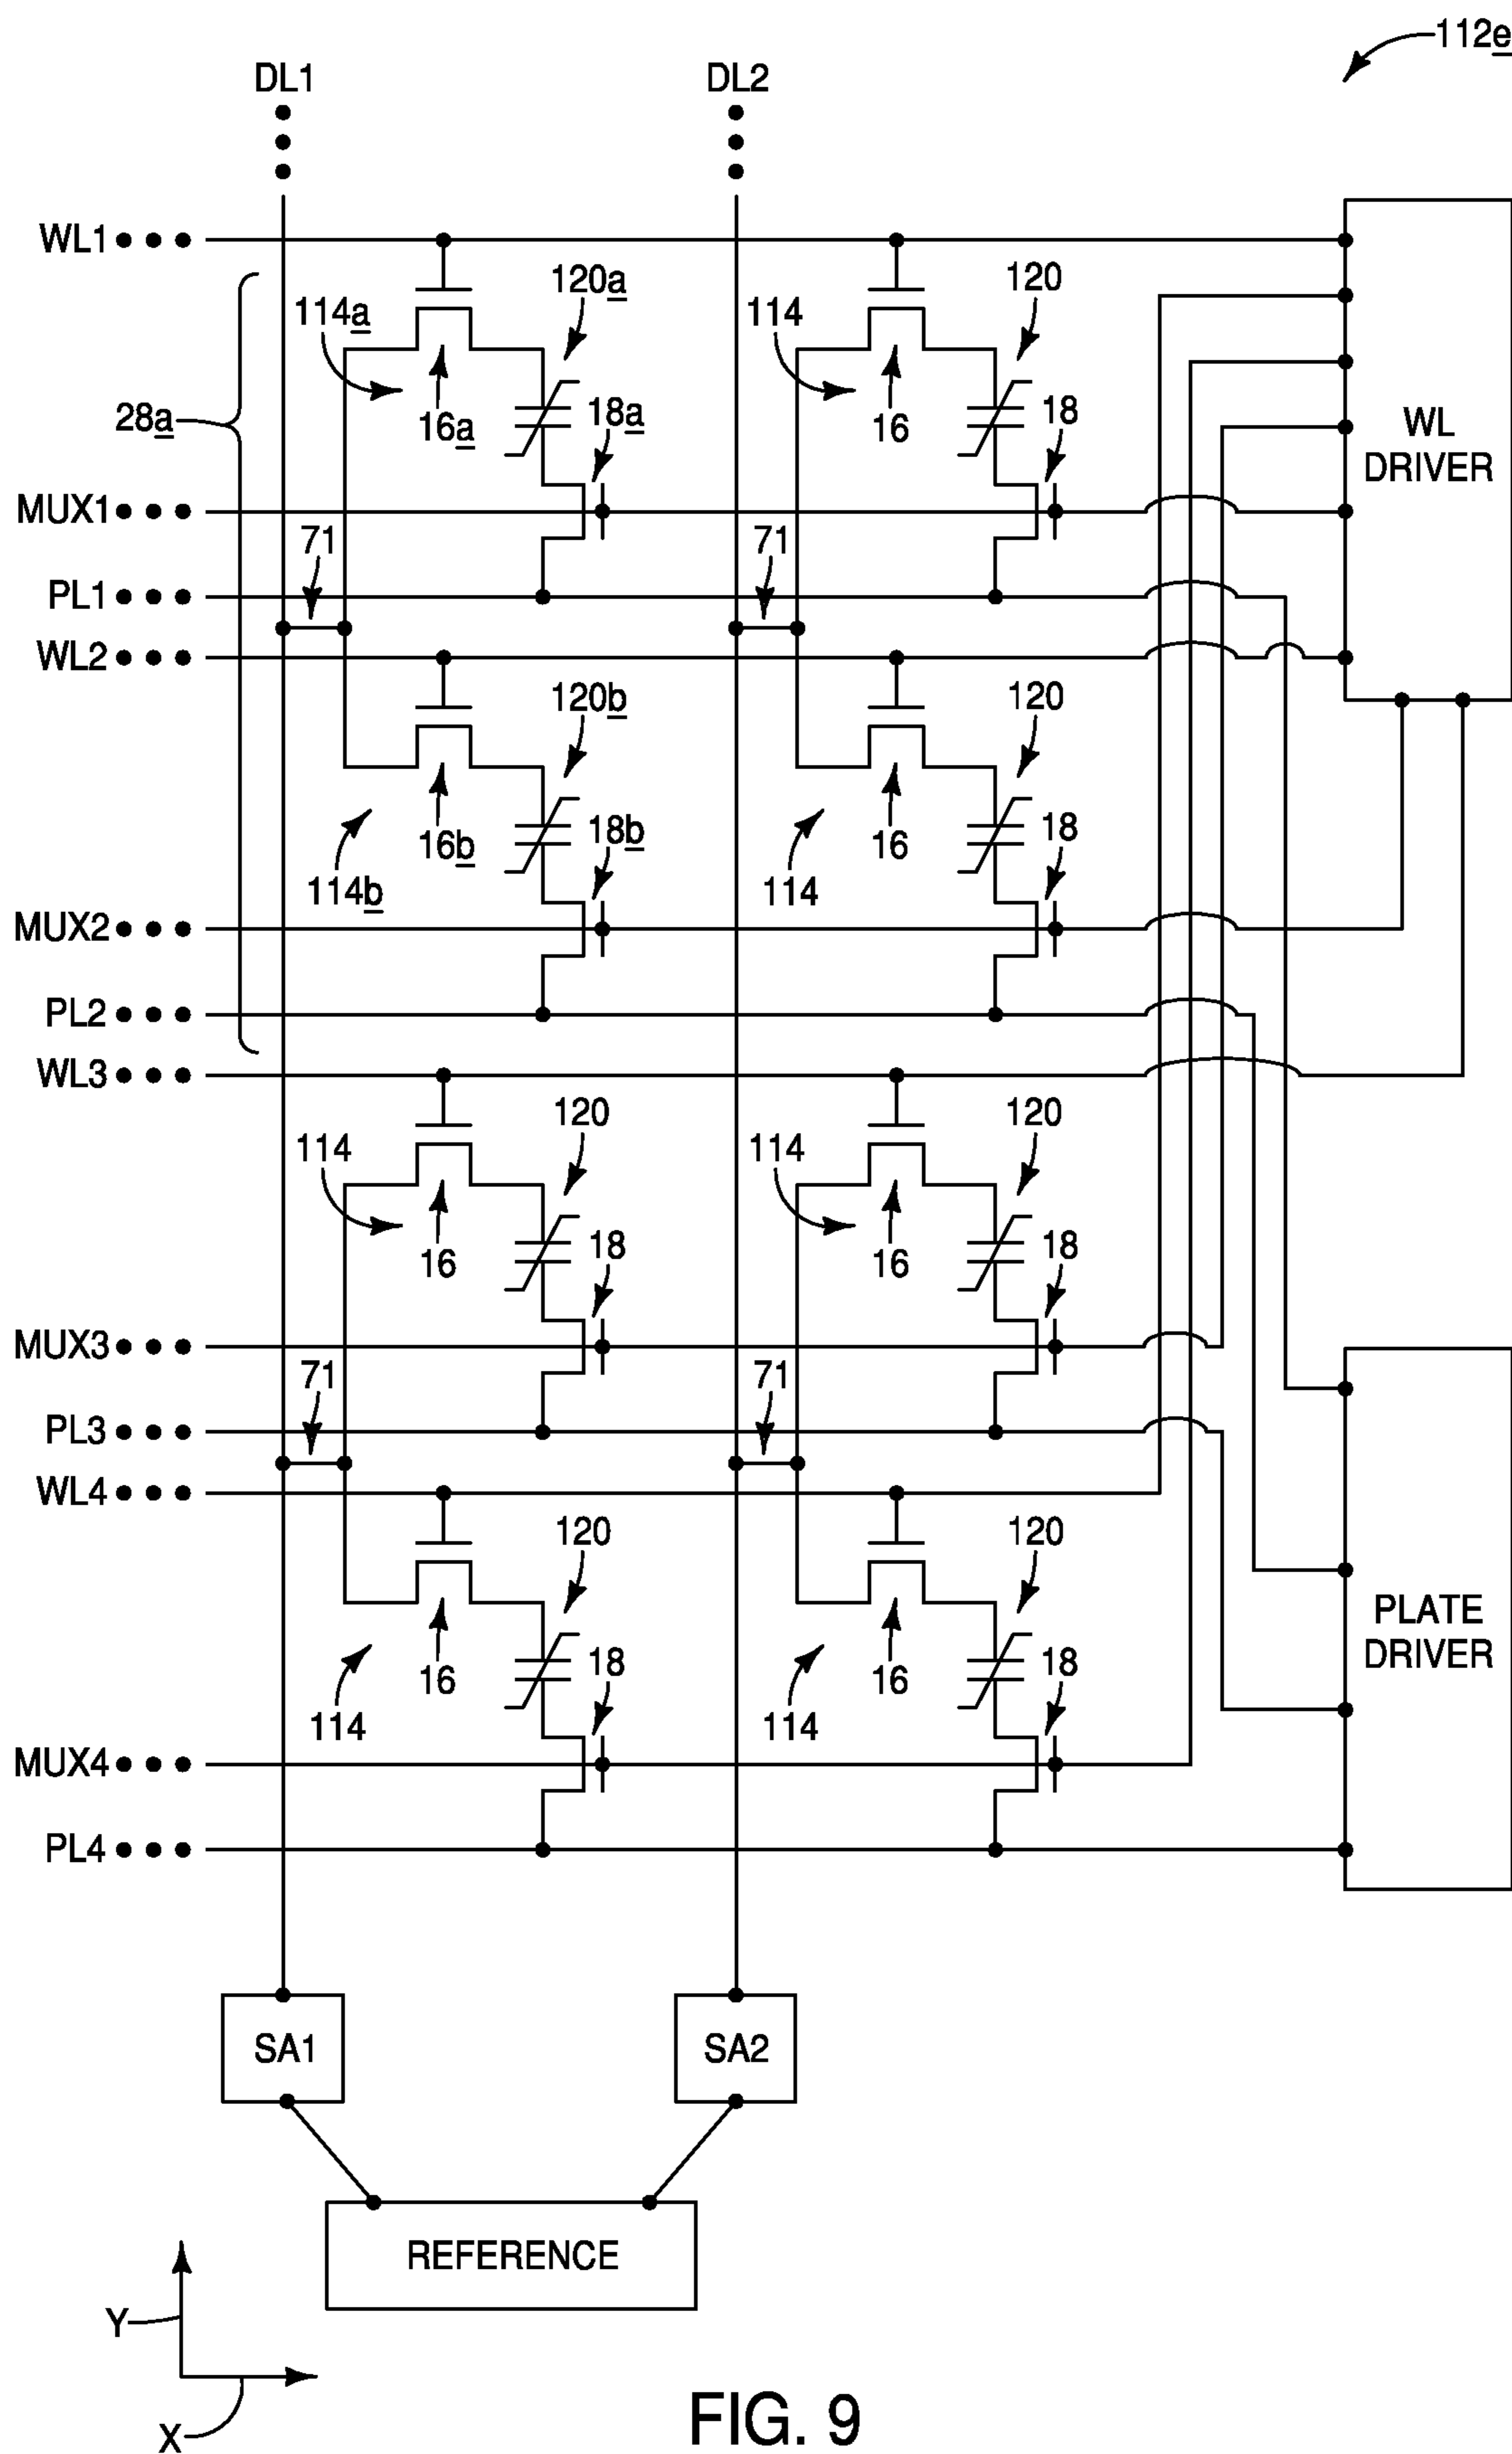 112e
DL1 DL2
WL1
120a 120
114a 114
28a
18a 18
16a 16
WL
DRIVER
MUX1
71 71
PL1
WL2
120b 120
18b 18
16b 16
114b 114
MUX2
PL2
WL3
120 120
114 114
18 18
16 16
MUX3
71 71
PL3
WL4
120 120
PLATE
DRIVER
18 18
16 16
114 114
MUX4
PL4
SA1 SA2
REFERENCE
Y
X
FIG. 9